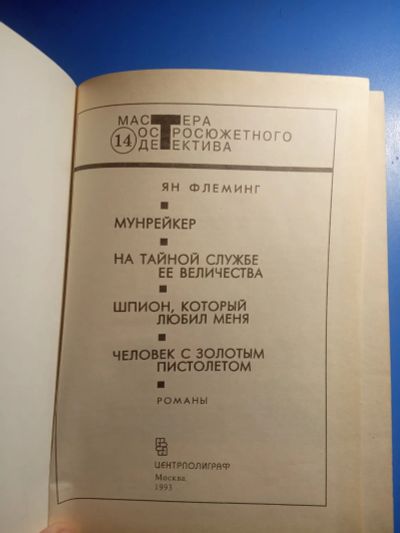 МАСТЕРА
14 ОСТРОСЮЖЕТНОГО
ДЕТЕКТИВА
ЯН ФЛЕМИНГ
МУНРЕЙКЕР
НА ТАЙНОЙ СЛУЖБЕ
ЕЕ ВЕЛИЧЕСТВА
ШПИОН, КОТОРЫЙ
ЛЮБИЛ МЕНЯ
ЧЕЛОВЕК С ЗОЛОТЫМ
ПИСТОЛЕТОМ
РОМАНЫ
ЦЕНТРПОЛИГРАФ
Москва
1993